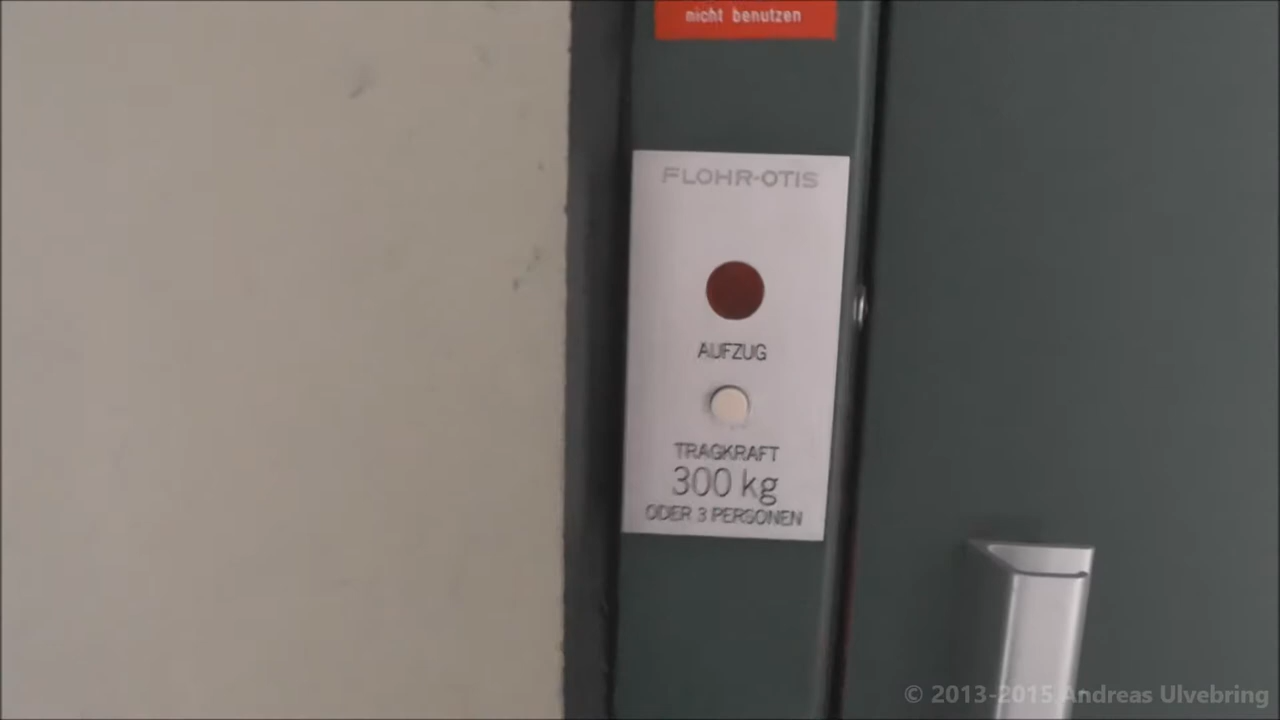 nicht benutzen
FLOHR-OTIS
AUFZUG
TRAGKRAFT
300 kg
ODER 3 PERSONEN
© 2013-2015 Andreas Ulvebring